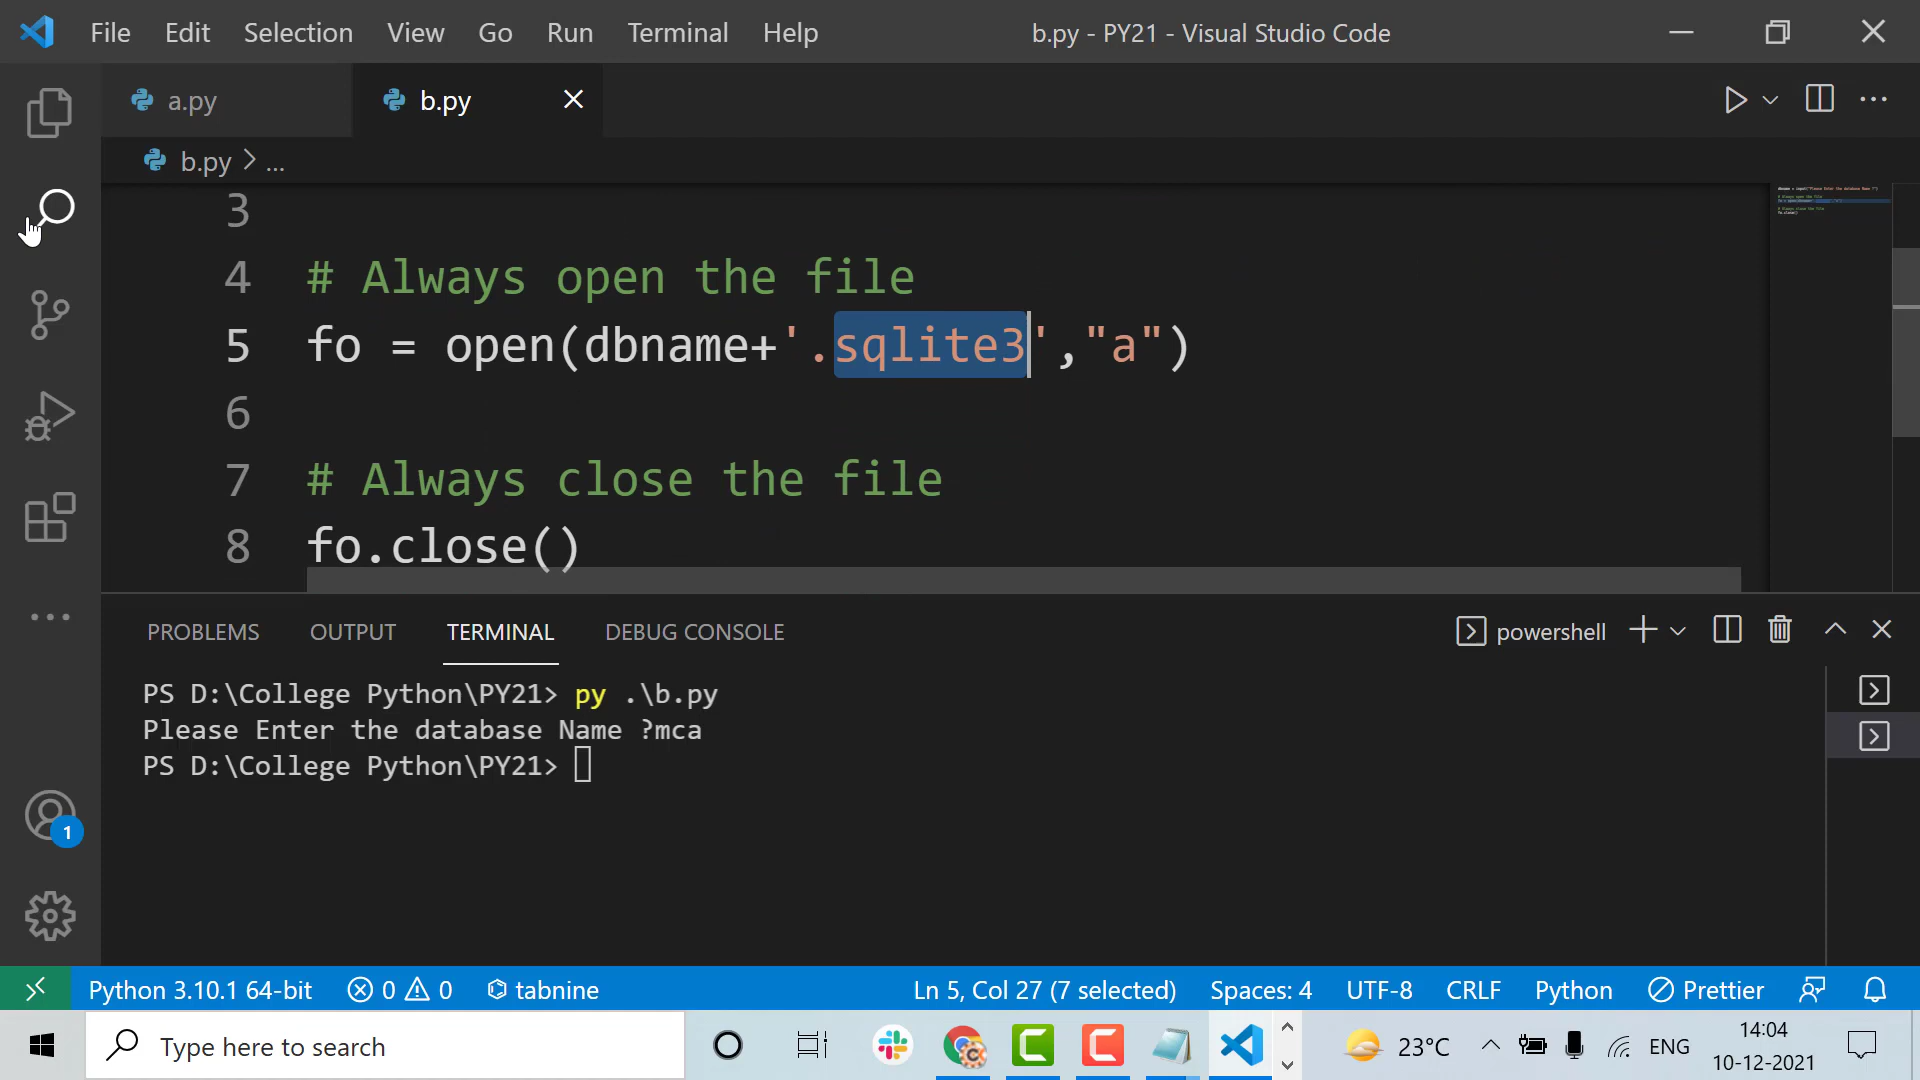 File Edit Selection View Go Run Terminal Help
b.py - PY21 - Visual Studio Code
a.py
b.py
b.py > ...
3
4 # Always open the file
5 fo = open(dbname+'.sqlite3',"a")
6
7 # Always close the file
8 fo.close()
PROBLEMS OUTPUT TERMINAL DEBUG CONSOLE
powershell
PS D:\College Python\PY21> py .\b.py
Please Enter the database Name ?mca
PS D:\College Python\PY21>
1
Python 3.10.1 64-bit 0 0 tabnine Ln 5, Col 27 (7 selected) Spaces: 4 UTF-8 CRLF Python Prettier
Type here to search
23°C
ENG
14:04
10-12-2021